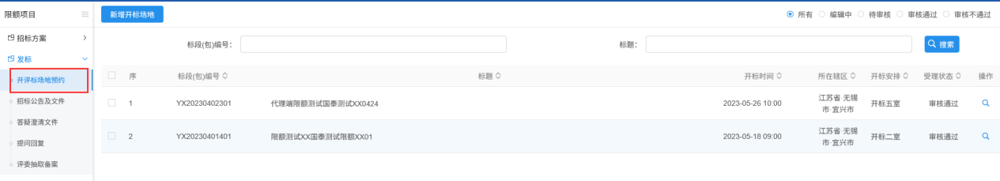 限额项目
新增开标场地
所有 编辑中 待审核 审核通过 审核不通过
招标方案
标段(包)编号:
标题:
搜索
发标
开评标场地预约
序 标段(包)编号 标题 开标时间 所在辖区 开标安排 受理状态 操作
招标公告及文件
1 YX20230402301 代理端限额测试国泰测试XX0424 2023-05-26 10:00 江苏省·无锡市·宜兴市 开标五室 审核通过
答疑澄清文件
提问回复
2 YX20230401401 限额测试XX国泰测试限额XX01 2023-05-18 09:00 江苏省·无锡市·宜兴市 开标二室 审核通过
评委抽取备案